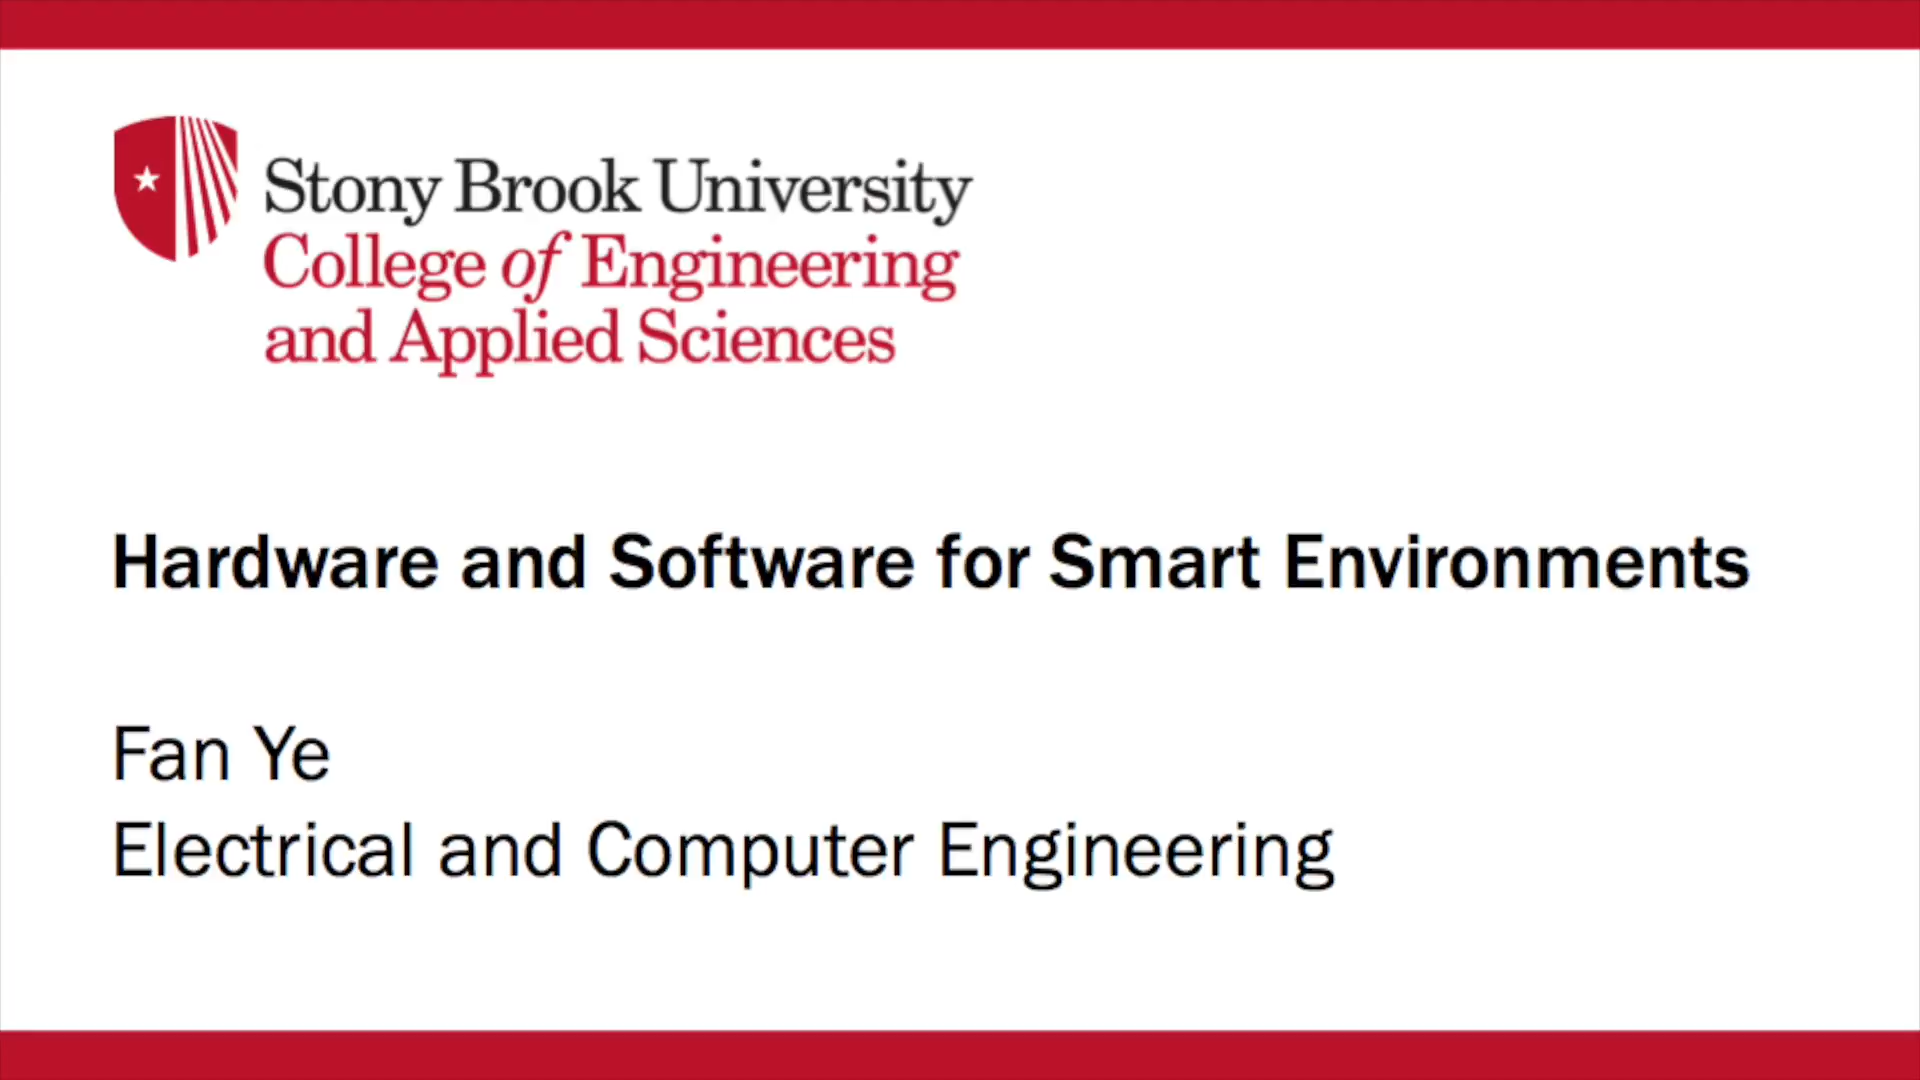 Stony Brook University
College of Engineering
and Applied Sciences
Hardware and Software for Smart Environments
Fan Ye
Electrical and Computer Engineering